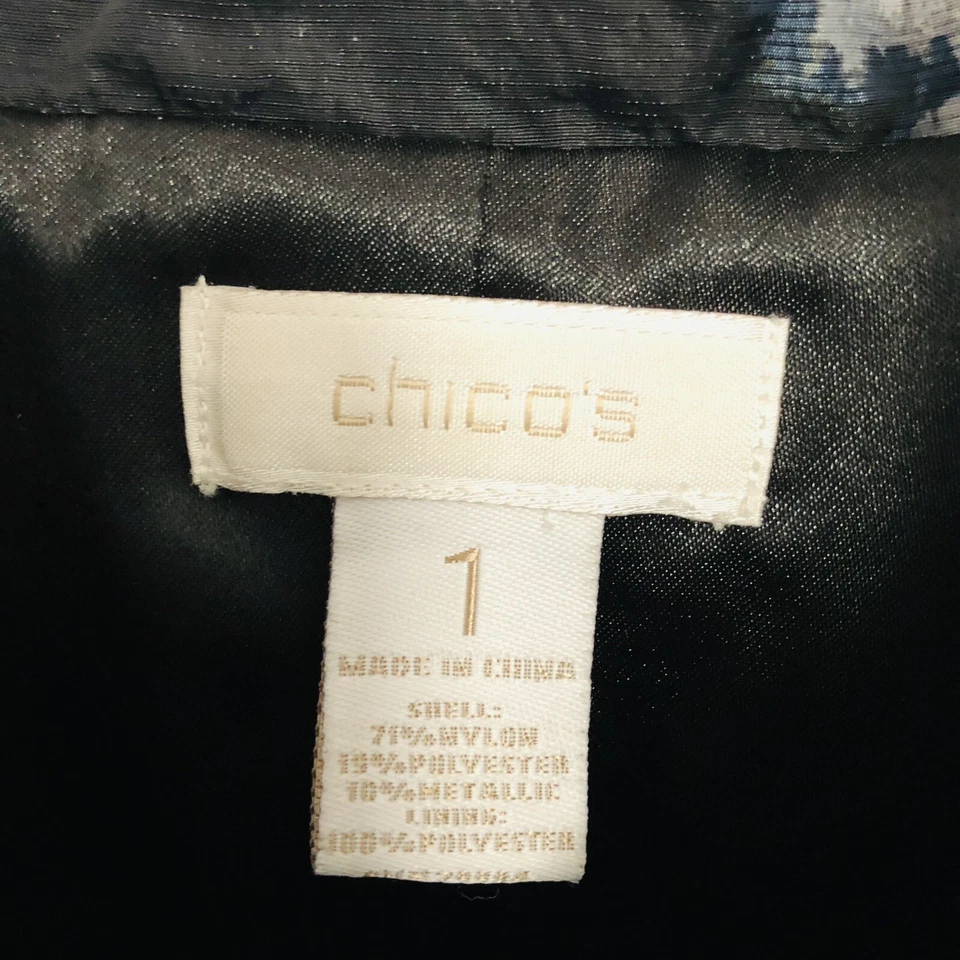 chico's
1
MADE IN CHINA
SHELL:
71%NYLON
19%POLYESTER
10%METALLIC
LINING:
100%POLYESTER